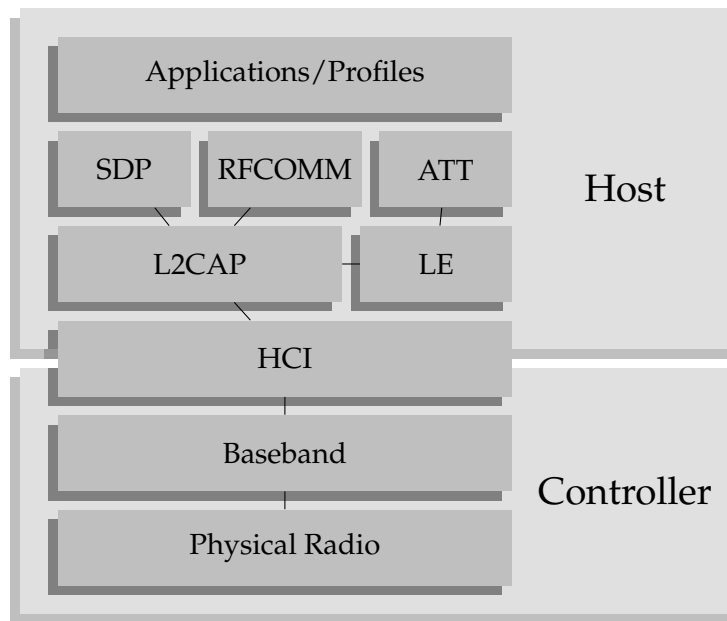 Applications/Profiles
SDP
RFCOMM
ATT
Host
L2CAP
LE
HCI
Baseband
Controller
Physical Radio